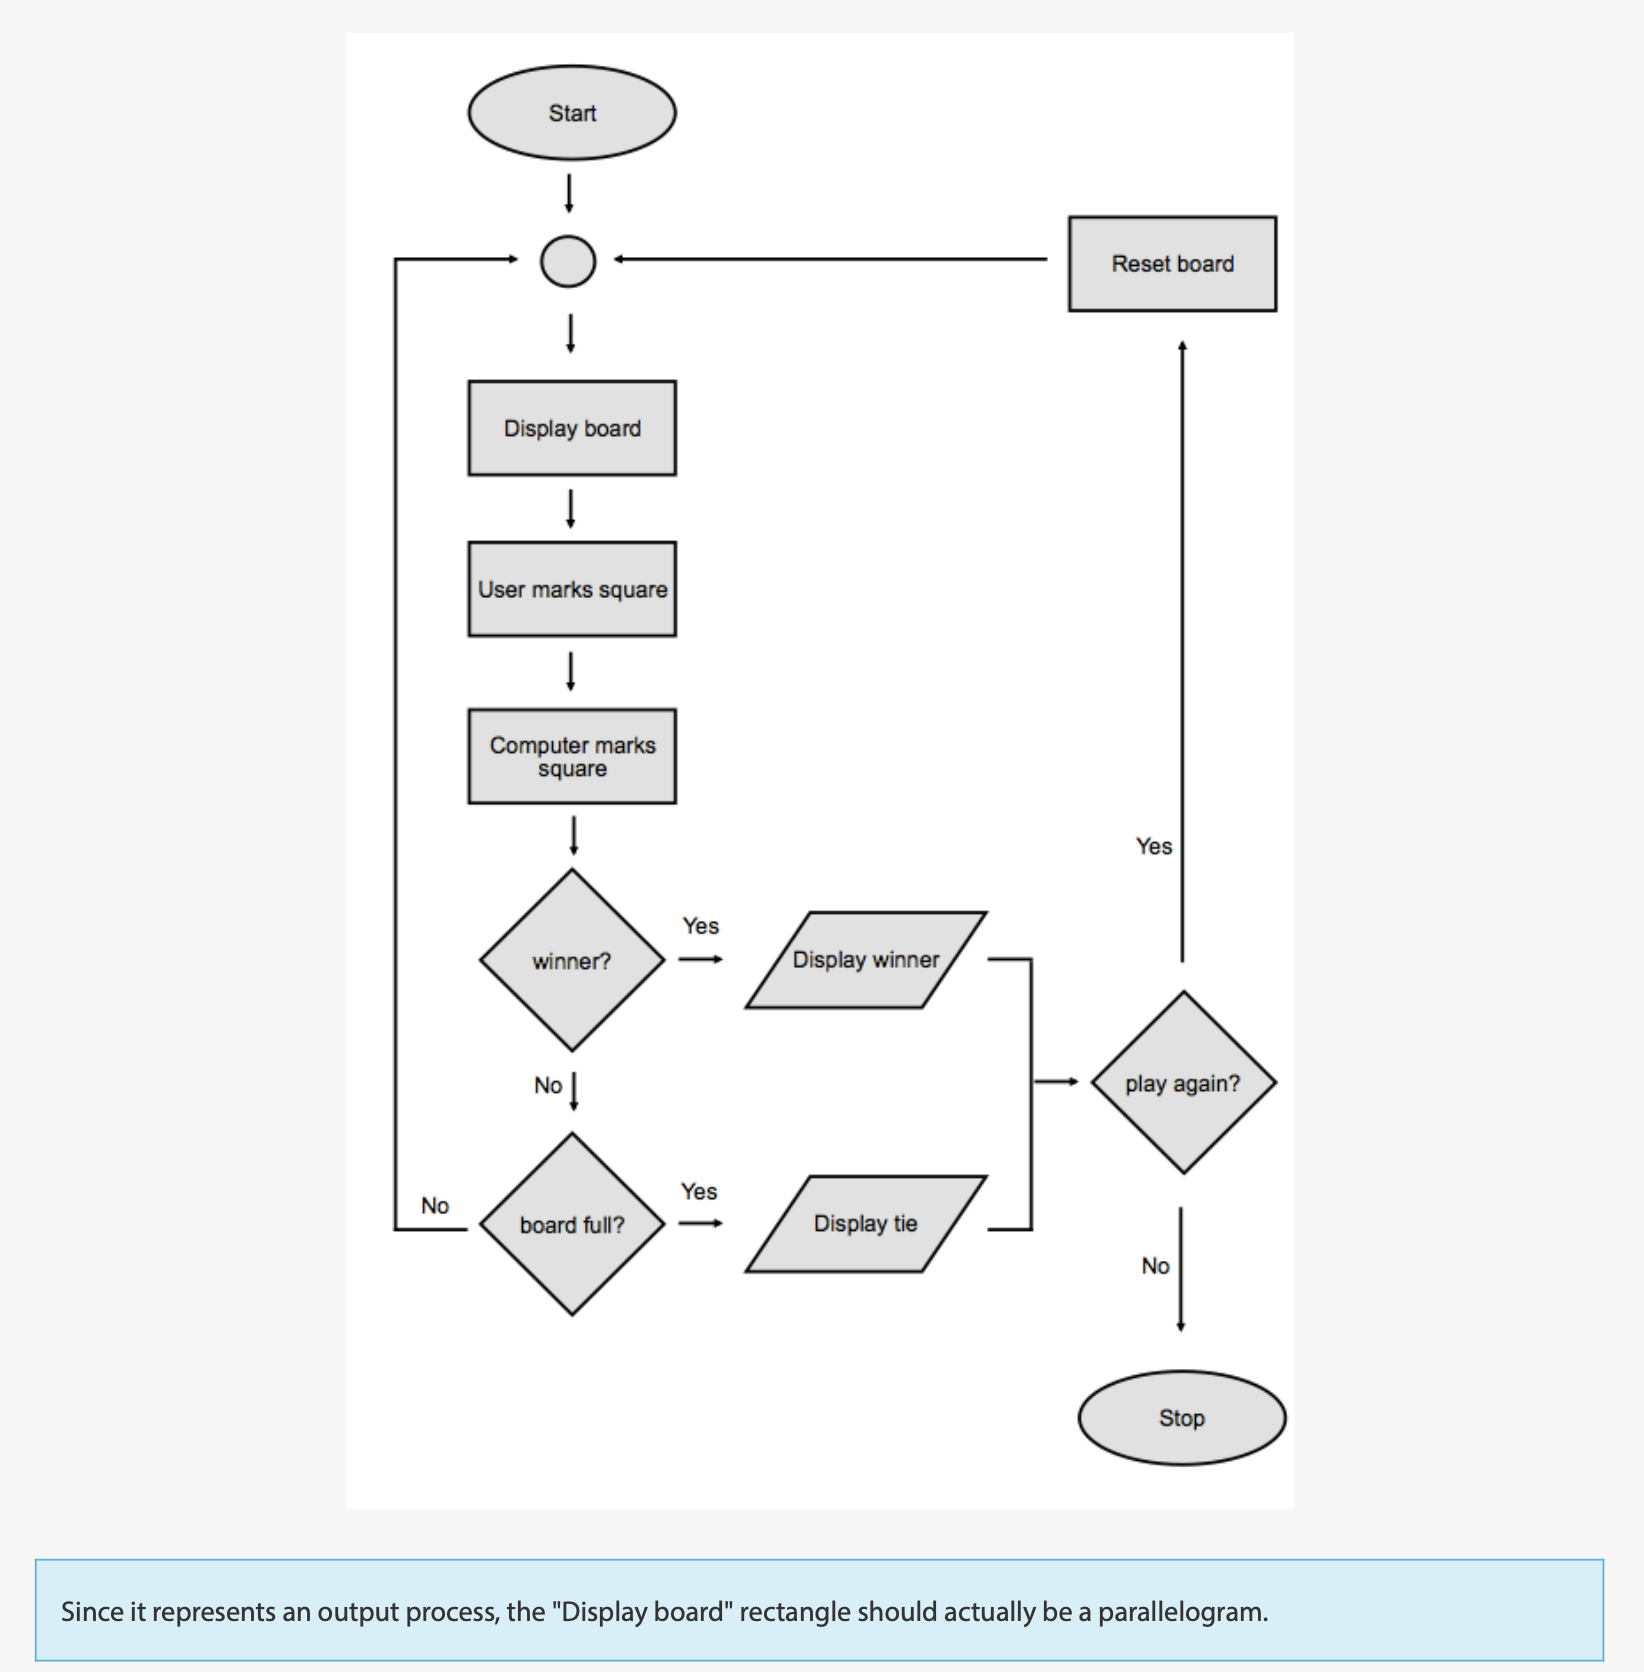 Start
Reset board
Display board
User marks square
Computer marks
square
Yes
Yes
winner?
Display winner
No
play again?
Yes
No
board full?
Display tie
No
Stop
Since it represents an output process, the "Display board" rectangle should actually be a parallelogram.